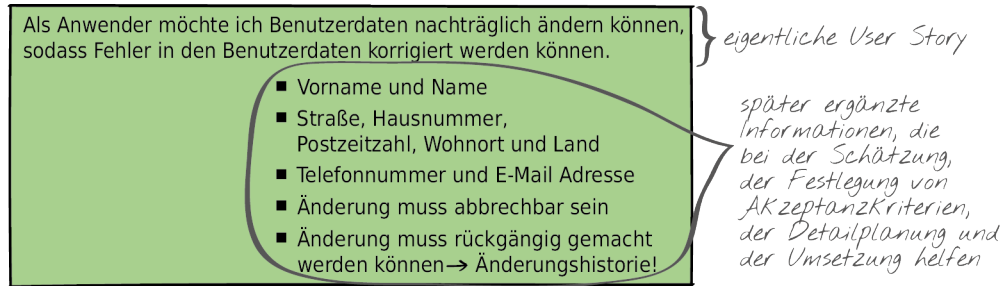 Als Anwender möchte ich Benutzerdaten nachträglich ändern können,
sodass Fehler in den Benutzerdaten korrigiert werden können.
eigentliche User Story
■ Vorname und Name
■ Straße, Hausnummer,
Postzeitzahl, Wohnort und Land
■ Telefonnummer und E-Mail Adresse
■ Änderung muss abbrechbar sein
■ Änderung muss rückgängig gemacht
werden können→ Änderungshistorie!
später ergänzte
Informationen, die
bei der Schätzung,
der Festlegung von
Akzeptanzkriterien,
der Detailplanung und
der Umsetzung helfen